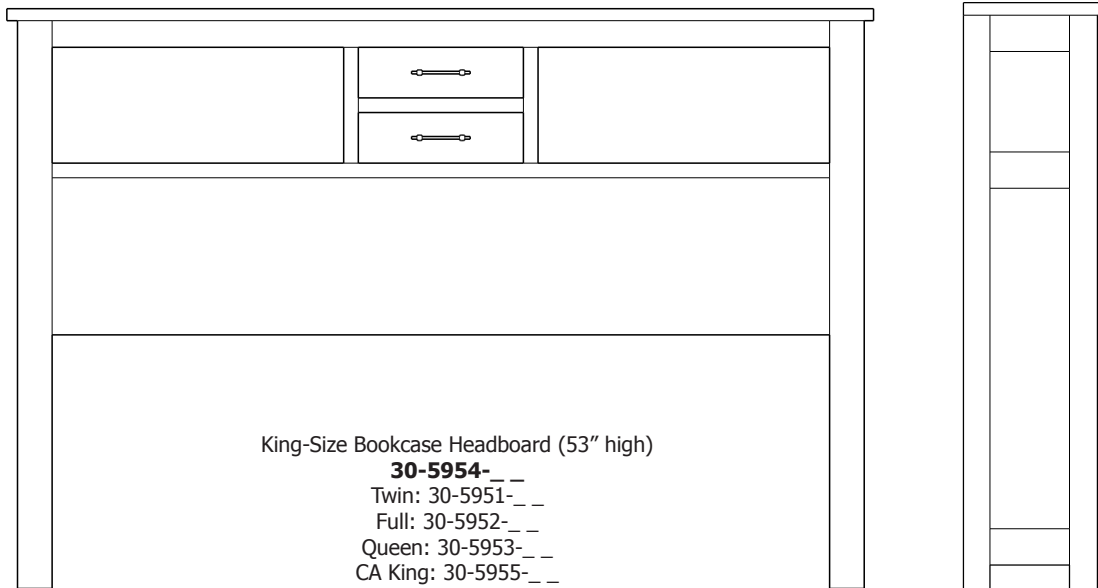 King-Size Bookcase Headboard (53” high)
30-5954-_ _
Twin: 30-5951-_ _
Full: 30-5952-_ _
Queen: 30-5953-_ _
CA King: 30-5955-_ _